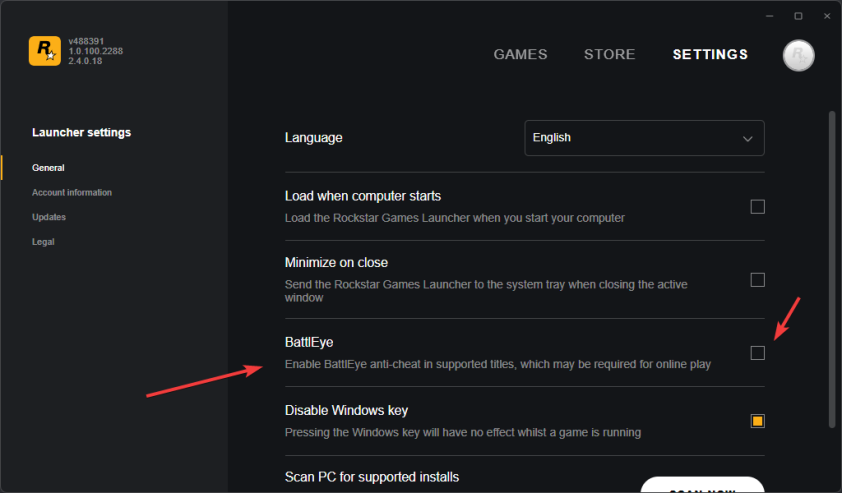 R
v488391
1.0.100.2288
2.4.0.18
GAMES
STORE
SETTINGS
Launcher settings
General
Account information
Updates
Legal
Language
English
Load when computer starts
Load the Rockstar Games Launcher when you start your computer
Minimize on close
Send the Rockstar Games Launcher to the system tray when closing the active
window
BattlEye
Enable BattlEye anti-cheat in supported titles, which may be required for online play
Disable Windows key
Pressing the Windows key will have no effect whilst a game is running
Scan PC for supported installs
SCAN NOW